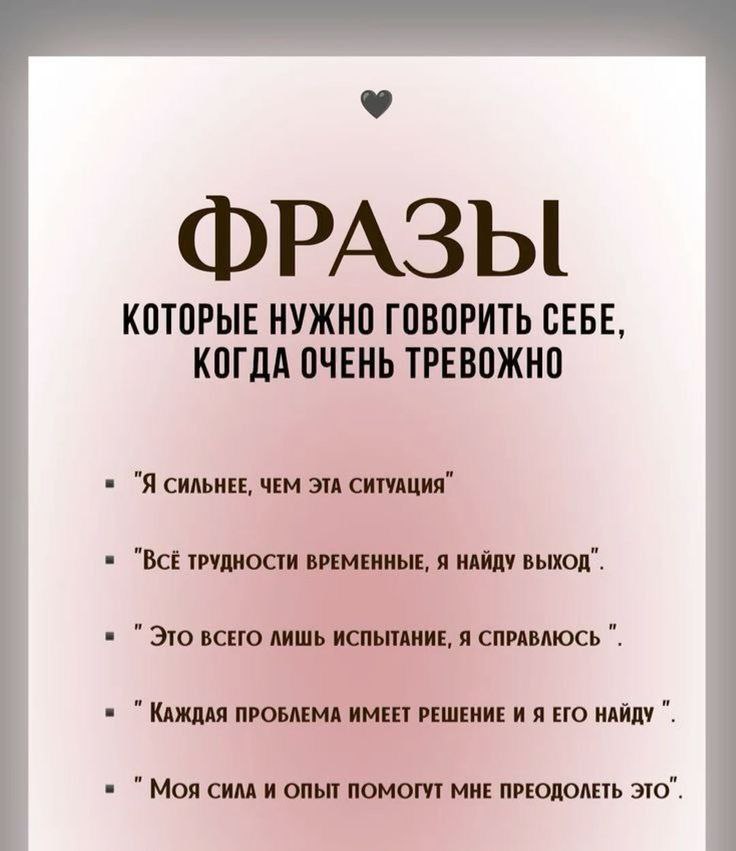 ФРАЗЫ
КОТОРЫЕ НУЖНО ГОВОРИТЬ СЕБЕ,
КОГДА ОЧЕНЬ ТРЕВОЖНО
▪ "Я сильнее, чем эта ситуация"
▪ "Всё трудности временные, я найду выход".
▪ " Это всего лишь испытание, я справлюсь ".
▪ " Каждая проблема имеет решение и я его найду ".
▪ " Моя сила и опыт помогут мне преодолеть это".